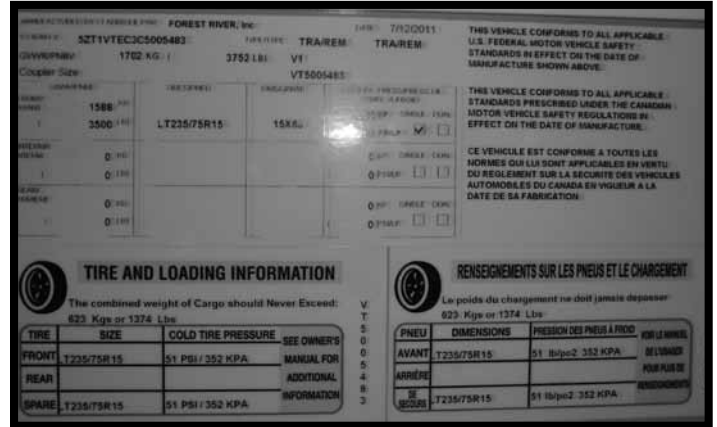 FOREST RIVER, Inc
DATE: 7/12/2011
5ZT1VTEC3C5005483
TRA/REM
TRA/REM
1702 KG
3752 LB
V1
Coupler Size:
VT5005483
THIS VEHICLE CONFORMS TO ALL APPLICABLE
U.S. FEDERAL MOTOR VEHICLE SAFETY
STANDARDS IN EFFECT ON THE DATE OF
MANUFACTURE SHOWN ABOVE.
1588
3500
LT235/75R15
SINGLE
THIS VEHICLE CONFORMS TO ALL APPLICABLE
STANDARDS PRESCRIBED UNDER THE CANADIAN
MOTOR VEHICLE SAFETY REGULATIONS IN
EFFECT ON THE DATE OF MANUFACTURE.
0
0
SINGLE
0
0
0
0
SINGLE
0
0
CE VEHICULE EST CONFORME A TOUTES LES
NORMES QUI LUI SONT APPLICABLES EN VERTU
DU REGLEMENT SUR LA SECURITE DES VEHICULES
AUTOMOBILES DU CANADA EN VIGUEUR A LA
DATE DE SA FABRICATION
TIRE AND LOADING INFORMATION
The combined weight of Cargo should Never Exceed:
623 Kgs or 1374 Lbs
TIRE SIZE COLD TIRE PRESSURE
FRONT LT235/75R15 51 PSI / 352 KPA
REAR
SPARE LT235/75R15 51 PSI / 352 KPA
SEE OWNER'S
MANUAL FOR
ADDITIONAL
INFORMATION
VT5005483
RENSEIGNEMENTS SUR LES PNEUS ET LE CHARGEMENT
Le poids du chargement ne doit jamais depasser
623 Kgs or 1374 Lbs
PNEU DIMENSIONS PRESSION DES PNEUS À FROID
AVANT LT235/75R15 51 lb/po2 352 KPA
ARRIÈRE
DE SECOURS LT235/75R15 51 lb/po2 352 KPA
VOIR LE MANUEL
DE L'USAGER
POUR PLUS DE
RENSEIGNEMENTS